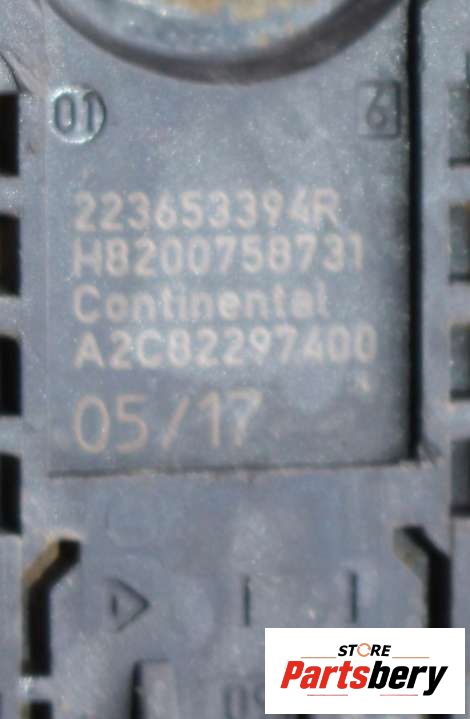 01
6
223653394R
H8200758731
Continental
A2C82297400
05/17
STORE
Partsbery